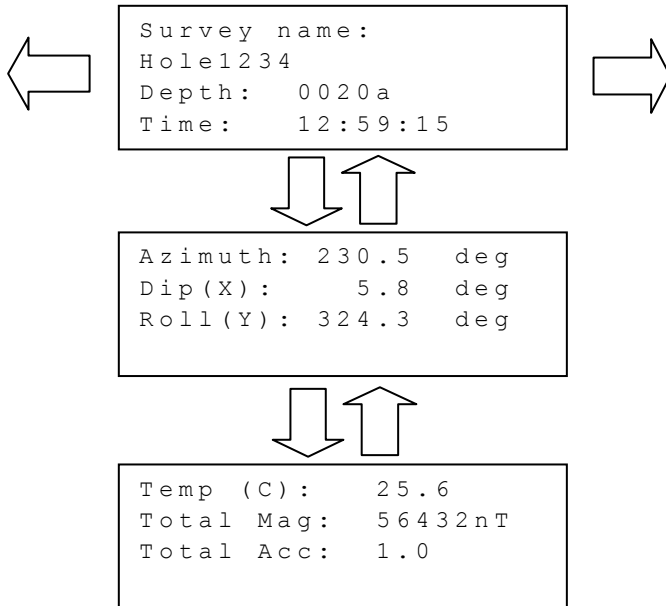 Survey name:
Hole1234
Depth: 0020a
Time: 12:59:15
Azimuth: 230.5 deg
Dip(X): 5.8 deg
Roll(Y): 324.3 deg
Temp (C): 25.6
Total Mag: 56432nT
Total Acc: 1.0